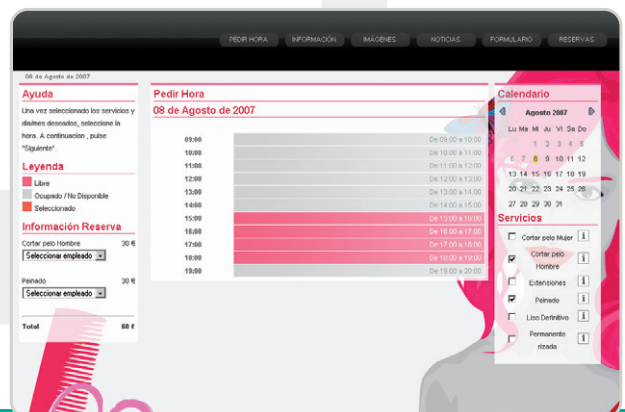 PEDIR HORA INFORMACIÓN IMÁGENES NOTICIAS FORMULARIO RESERVAS
08 de Agosto de 2007
Ayuda
Una vez seleccionado los servicios y
dia/mes deseados, seleccione la
hora. A continuacion , pulse
"Siguiente".
Leyenda
Libre
Ocupado / No Disponible
Seleccionado
Información Reserva
Cortar pelo Hombre 30 €
Seleccionar empleado
Peinado 30 €
Seleccionar empleado
Total 60 €
Pedir Hora
08 de Agosto de 2007
09:00 De 09:00 a 10:00
10:00 De 10:00 a 11:00
11:00 De 11:00 a 12:00
12:00 De 12:00 a 13:00
13:00 De 13:00 a 14:00
14:00 De 14:00 a 15:00
15:00 De 15:00 a 16:00
16:00 De 16:00 a 17:00
17:00 De 17:00 a 18:00
18:00 De 18:00 a 19:00
19:00 De 19:00 a 20:00
Calendario
Agosto 2007
Lu Ma Mi Ju Vi Sa Do
1 2 3 4 5
6 7 8 9 10 11 12
13 14 15 16 17 18 19
20 21 22 23 24 25 26
27 28 29 30 31
Servicios
Cortar pelo Mujer i
Cortar pelo
Hombre i
Extensiones i
Peinado i
Liso Definitivo i
Permanente
rizada i